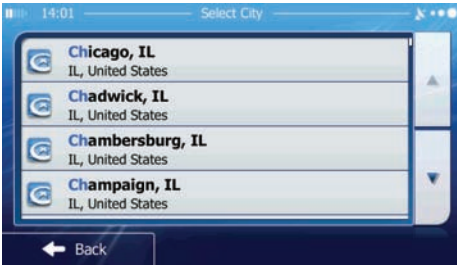 14:01 Select City
Chicago, IL
IL, United States
Chadwick, IL
IL, United States
Chambersburg, IL
IL, United States
Champaign, IL
IL, United States
Back